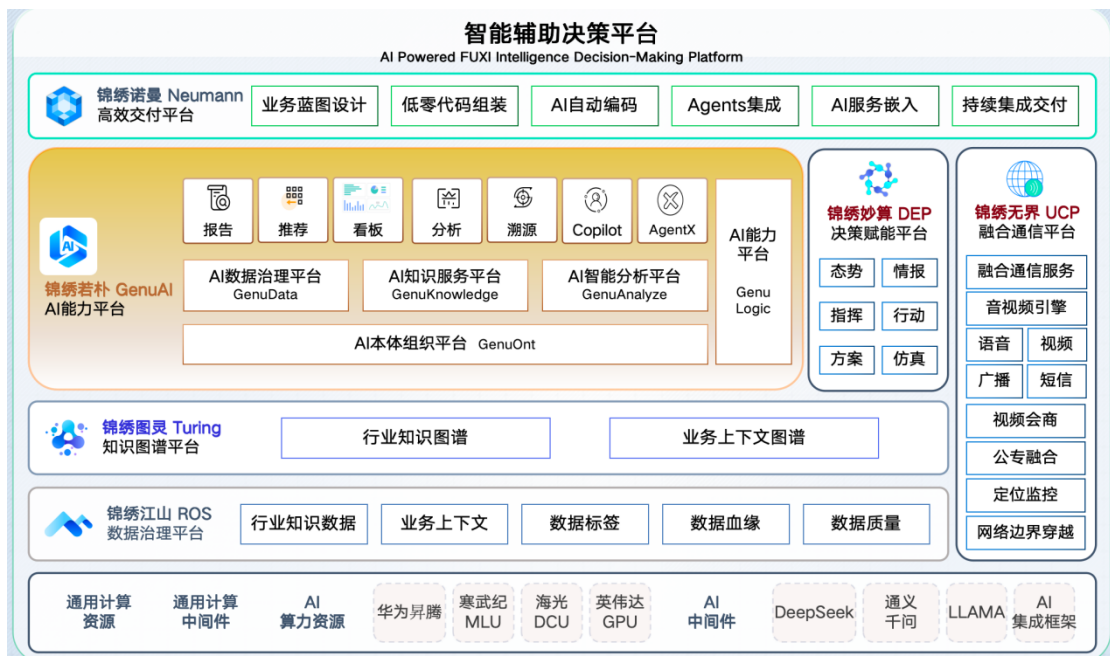 智能辅助决策平台
AI Powered FUXI Intelligence Decision-Making Platform
锦绣诺曼 Neumann
高效交付平台
业务蓝图设计
低零代码组装
AI自动编码
Agents集成
AI服务嵌入
持续集成交付
AI
锦绣若朴 GenuAI
AI能力平台
报告
推荐
看板
分析
溯源
Copilot
AgentX
AI数据治理平台
GenuData
AI知识服务平台
GenuKnowledge
AI智能分析平台
GenuAnalyze
AI本体组织平台 GenuOnt
AI能力
平台
Genu
Logic
锦绣妙算 DEP
决策赋能平台
态势
情报
指挥
行动
方案
仿真
锦绣无界 UCP
融合通信平台
融合通信服务
音视频引擎
语音
视频
广播
短信
视频会商
公专融合
定位监控
网络边界穿越
锦绣图灵 Turing
知识图谱平台
行业知识图谱
业务上下文图谱
锦绣江山 ROS
数据治理平台
行业知识数据
业务上下文
数据标签
数据血缘
数据质量
通用计算
资源
通用计算
中间件
AI
算力资源
华为昇腾
寒武纪
MLU
海光
DCU
英伟达
GPU
AI
中间件
DeepSeek
通义
千问
LLAMA
AI
集成框架